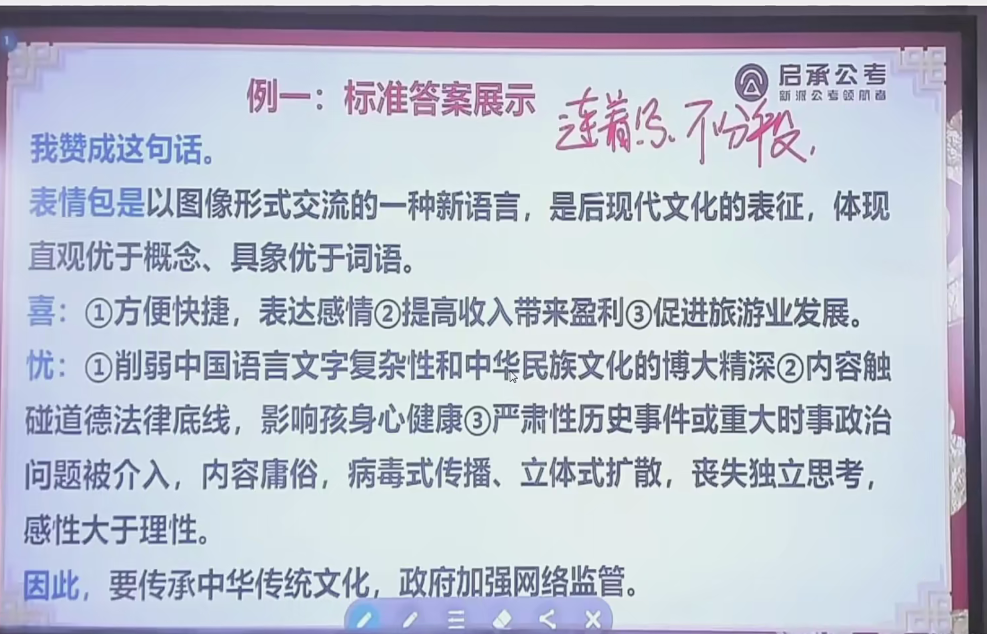 1
启承公考
新派公考领航者
例一：标准答案展示
连着写、不分段，
我赞成这句话。
表情包是以图像形式交流的一种新语言，是后现代文化的表征，体现
直观优于概念、具象优于词语。
喜：①方便快捷，表达感情②提高收入带来盈利③促进旅游业发展。
忧：①削弱中国语言文字复杂性和中华民族文化的博大精深②内容触
碰道德法律底线，影响孩身心健康③严肃性历史事件或重大时事政治
问题被介入，内容庸俗，病毒式传播、立体式扩散，丧失独立思考，
感性大于理性。
因此，要传承中华传统文化，政府加强网络监管。